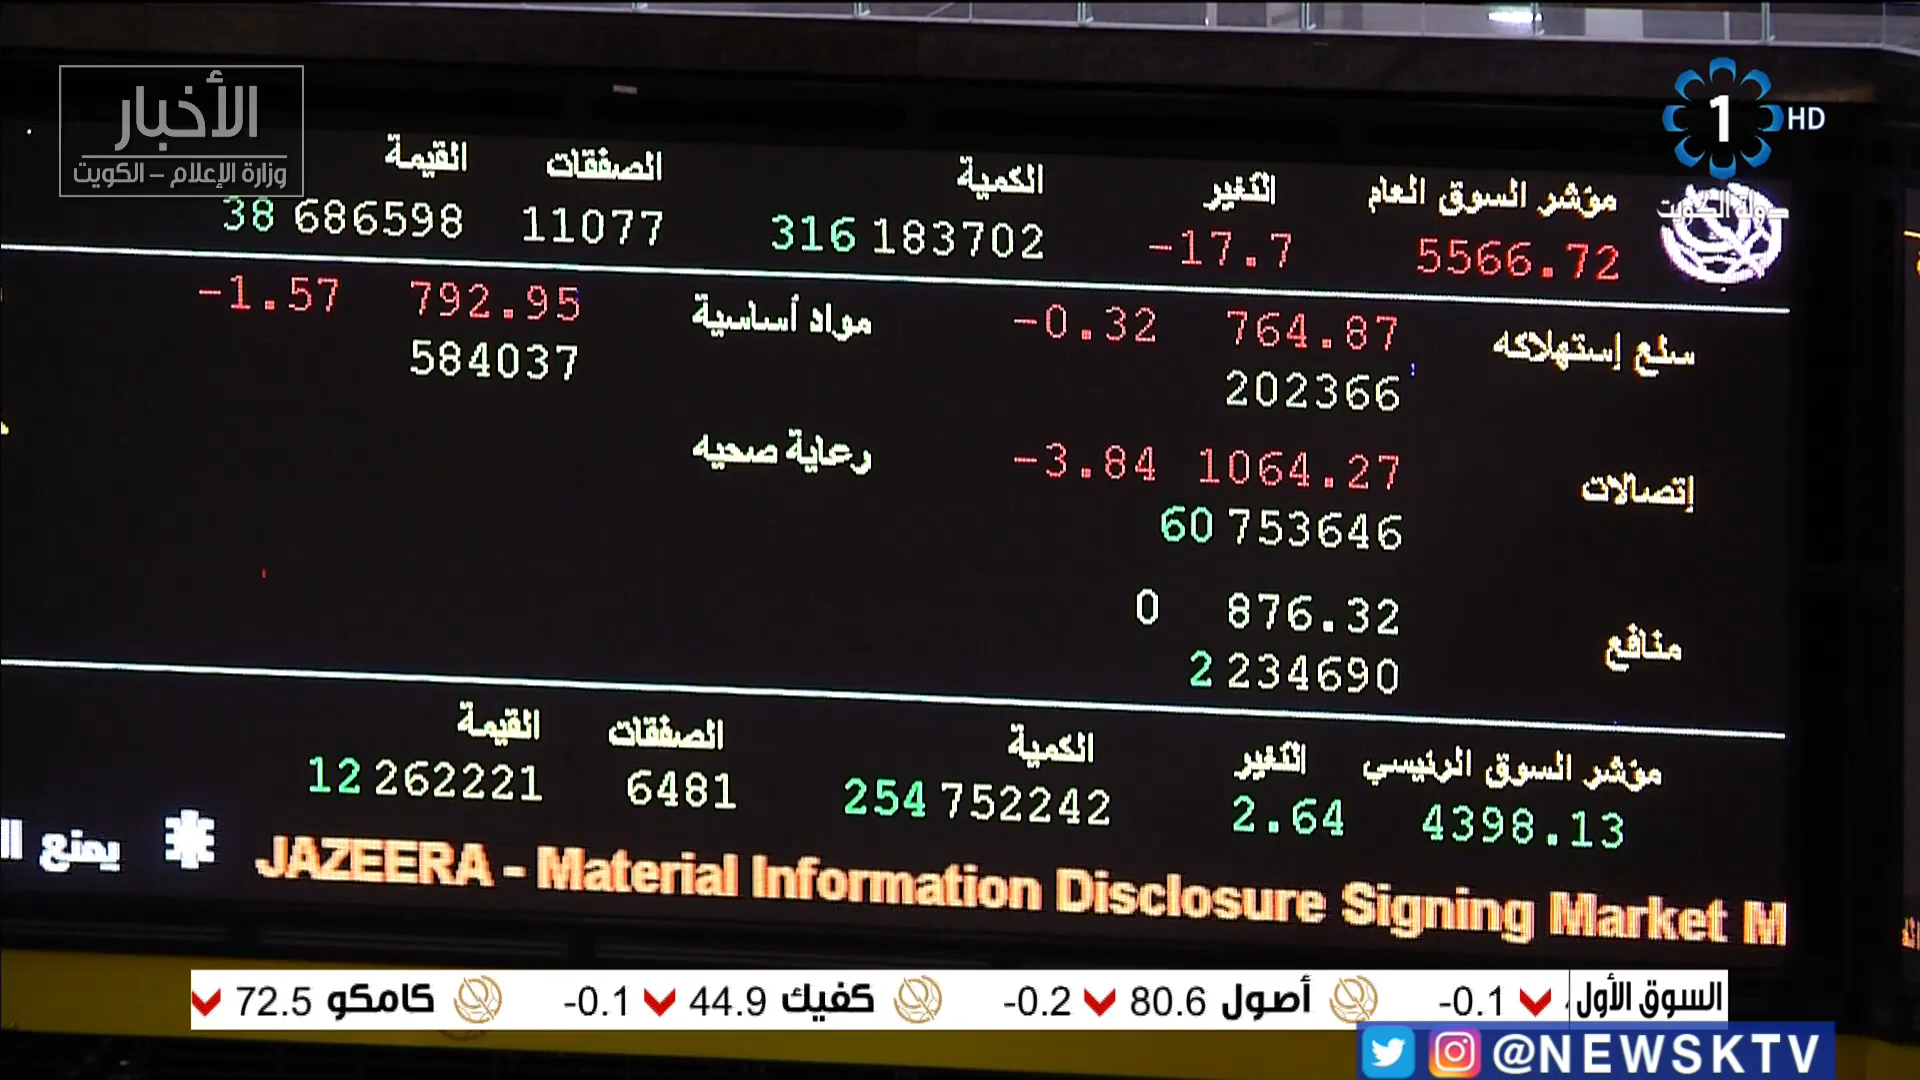 الأخبار
وزارة الإعلام – الكويت
1 HD
دولة الكويت
مؤشر السوق العام التغير الكمية الصفقات القيمة
5566.72 -17.7 316 183702 11077 38 686598
سلع إستهلاكه 764.87 -0.32 مواد أساسية 792.95 -1.57
202366 584037
إتصالات 1064.27 -3.84 رعاية صحيه
60 753646
منافع 876.32 0
2 234690
مؤشر السوق الرئيسي التغير الكمية الصفقات القيمة
4398.13 2.64 254 752242 6481 12 262221
JAZEERA - Material Information Disclosure Signing Market M
يمنع
السوق الأول -0.1 أصول 80.6 -0.2 كفيك 44.9 -0.1 كامكو 72.5
@NEWSKTV